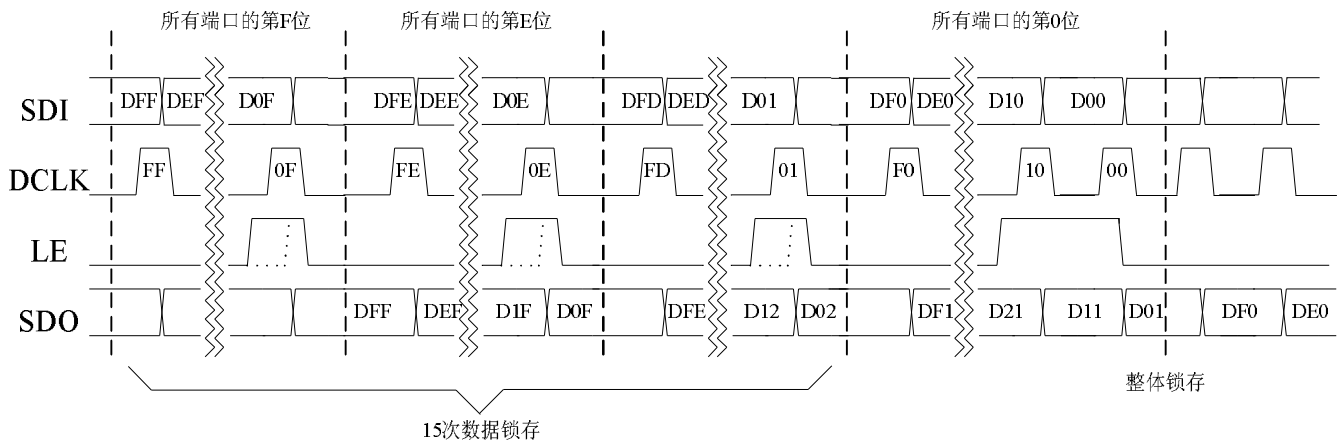 所有端口的第F位 所有端口的第E位 所有端口的第0位
SDI DFF DEF D0F DFE DEE D0E DFD DED D01 DF0 DE0 D10 D00
DCLK FF 0F FE 0E FD 01 F0 10 00
LE
SDO DFF DEF D1F D0F DFE D12 D02 DF1 D21 D11 D01 DF0 DE0
整体锁存
15次数据锁存